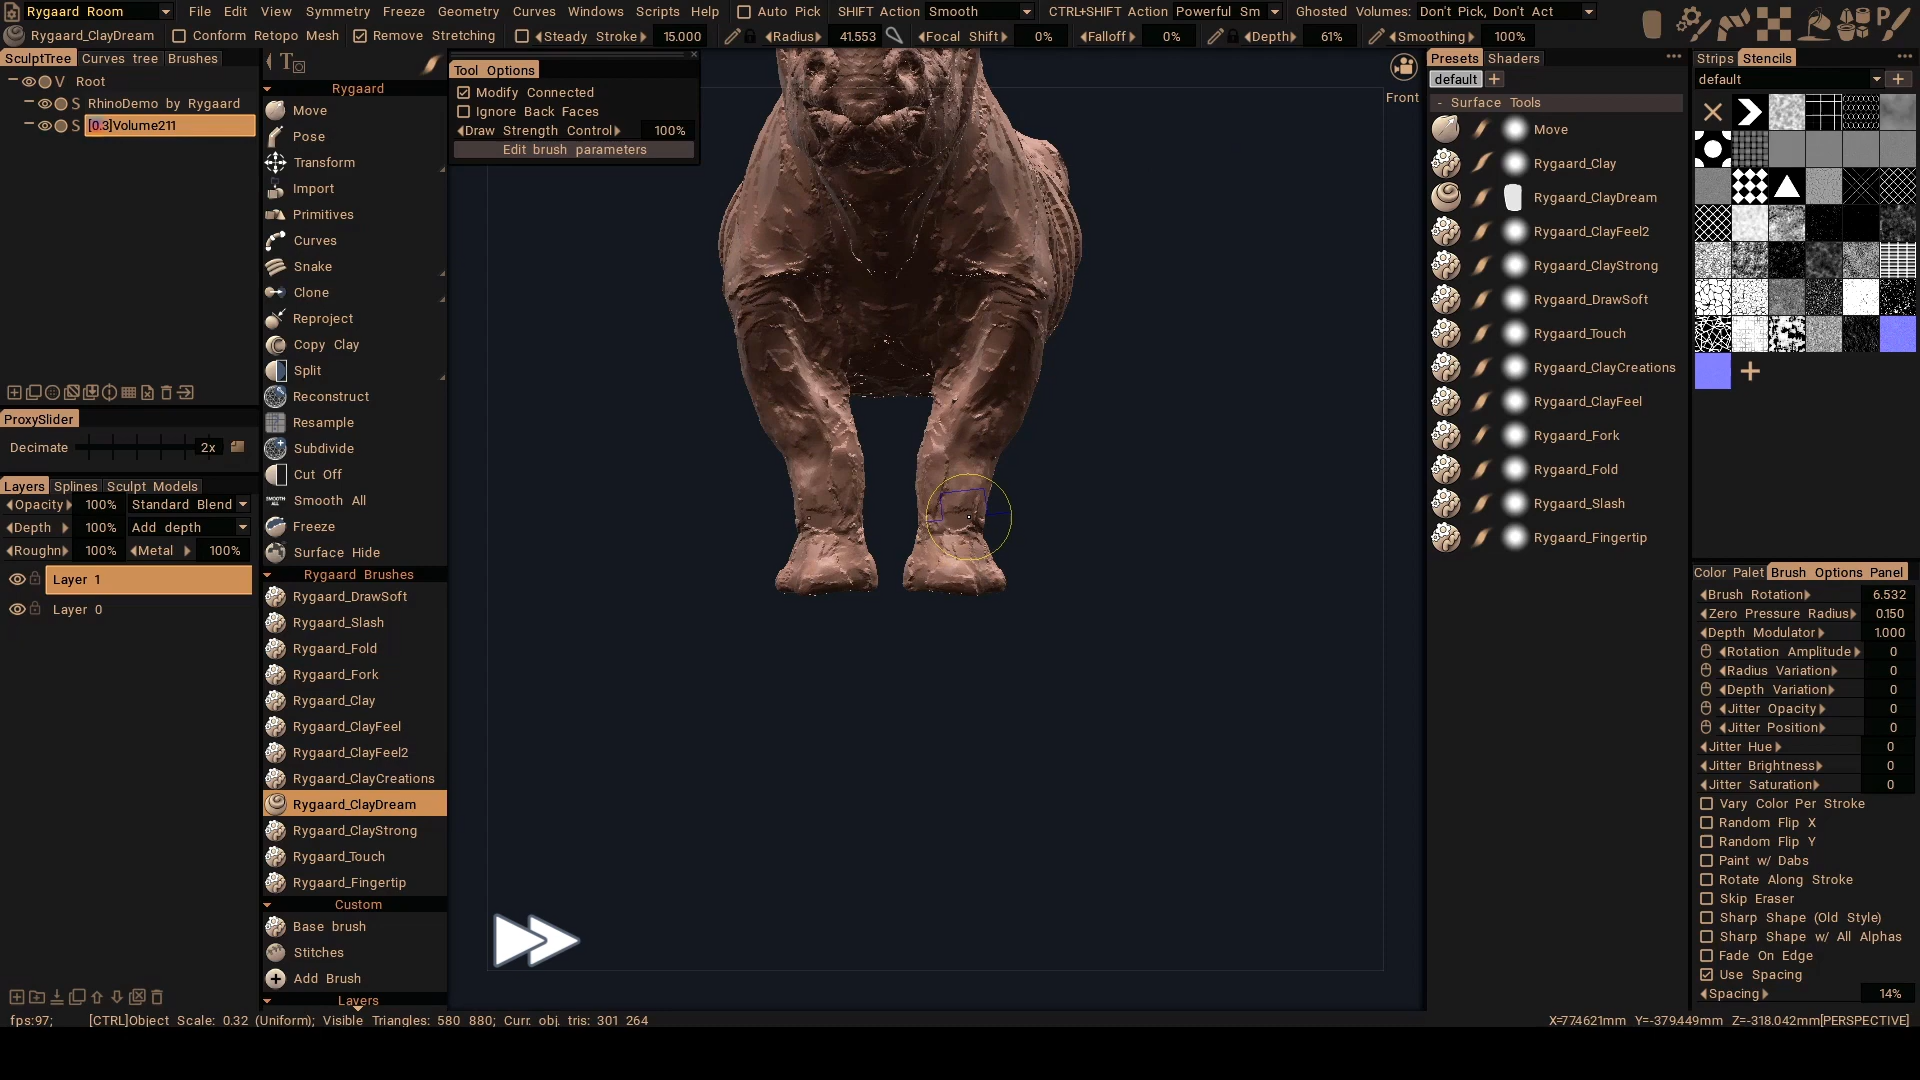 Rygaard Room File Edit View Symmetry Freeze Geometry Curves Windows Scripts Help Auto Pick SHIFT Action Smooth CTRL+SHIFT Action Powerful Sm Ghosted Volumes: Don't Pick, Don't Act
Rygaard_ClayDream Conform Retopo Mesh Remove Stretching Steady Stroke 15.000 Radius 41.553 Focal Shift 0% Falloff 0% Depth 61% Smoothing 100%
SculptTree Curves tree Brushes
V Root
S RhinoDemo by Rygaard
S [0.3]Volume211
ProxySlider
Decimate 2x
Layers Splines Sculpt Models
Opacity 100% Standard Blend
Depth 100% Add depth
Roughn 100% Metal 100%
Layer 1
Layer 0
Rygaard
Move
Pose
Transform
Import
Primitives
Curves
Snake
Clone
Reproject
Copy Clay
Split
Reconstruct
Resample
Subdivide
Cut Off
SMOOTH Smooth All
Freeze
Surface Hide
Rygaard Brushes
Rygaard_DrawSoft
Rygaard_Slash
Rygaard_Fold
Rygaard_Fork
Rygaard_Clay
Rygaard_ClayFeel
Rygaard_ClayFeel2
Rygaard_ClayCreations
Rygaard_ClayDream
Rygaard_ClayStrong
Rygaard_Touch
Rygaard_Fingertip
Custom
Base brush
Stitches
Add Brush
Layers
Tool Options
Modify Connected
Ignore Back Faces
Draw Strength Control 100%
Edit brush parameters
Front
Presets Shaders
default
- Surface Tools
Move
Rygaard_Clay
Rygaard_ClayDream
Rygaard_ClayFeel2
Rygaard_ClayStrong
Rygaard_DrawSoft
Rygaard_Touch
Rygaard_ClayCreations
Rygaard_ClayFeel
Rygaard_Fork
Rygaard_Fold
Rygaard_Slash
Rygaard_Fingertip
Strips Stencils
default
Color Palet Brush Options Panel
Brush Rotation 6.532
Zero Pressure Radius 0.150
Depth Modulator 1.000
Rotation Amplitude 0
Radius Variation 0
Depth Variation 0
Jitter Opacity 0
Jitter Position 0
Jitter Hue 0
Jitter Brightness 0
Jitter Saturation 0
Vary Color Per Stroke
Random Flip X
Random Flip Y
Paint w/ Dabs
Rotate Along Stroke
Skip Eraser
Sharp Shape (Old Style)
Sharp Shape w/ All Alphas
Fade On Edge
Use Spacing
Spacing 14%
fps:97; [CTRL]Object Scale: 0.32 (Uniform); Visible Triangles: 580 880; Curr. obj. tris: 301 264 X=77.4621mm Y=-379.449mm Z=-318.042mm[PERSPECTIVE]